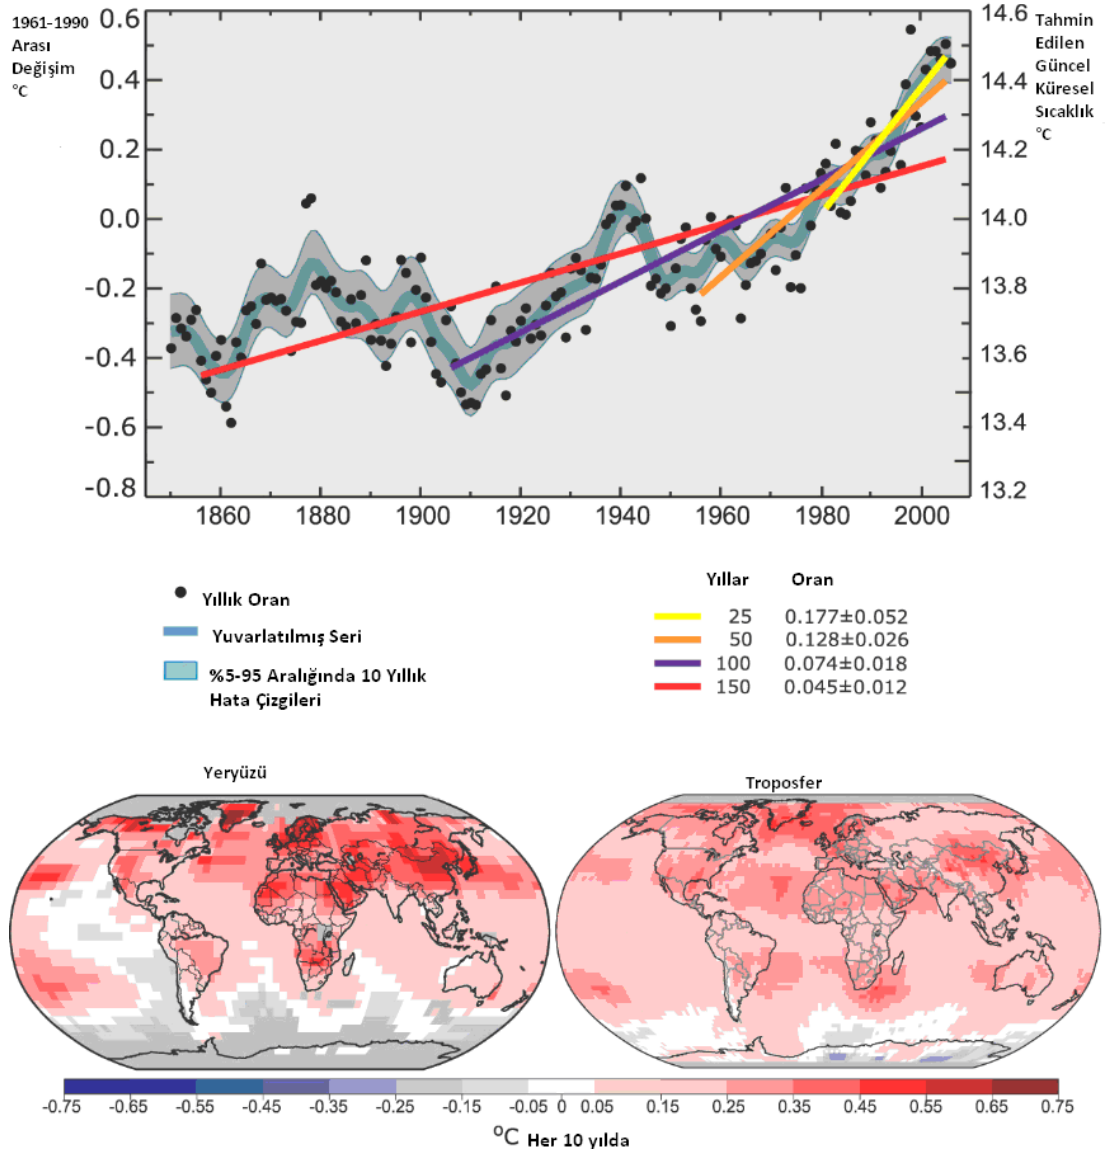 1961-1990
Arası
Değişim
°C
0.6
0.4
0.2
0.0
-0.2
-0.4
-0.6
-0.8
14.6
14.4
14.2
14.0
13.8
13.6
13.4
13.2
Tahmin
Edilen
Güncel
Küresel
Sıcaklık
°C
1860 1880 1900 1920 1940 1960 1980 2000
Yıllık Oran
Yuvarlatılmış Seri
%5-95 Aralığında 10 Yıllık
Hata Çizgileri
Yıllar Oran
25 0.177±0.052
50 0.128±0.026
100 0.074±0.018
150 0.045±0.012
Yeryüzü
Troposfer
-0.75 -0.65 -0.55 -0.45 -0.35 -0.25 -0.15 -0.05 0 0.05 0.15 0.25 0.35 0.45 0.55 0.65 0.75
°C Her 10 yılda